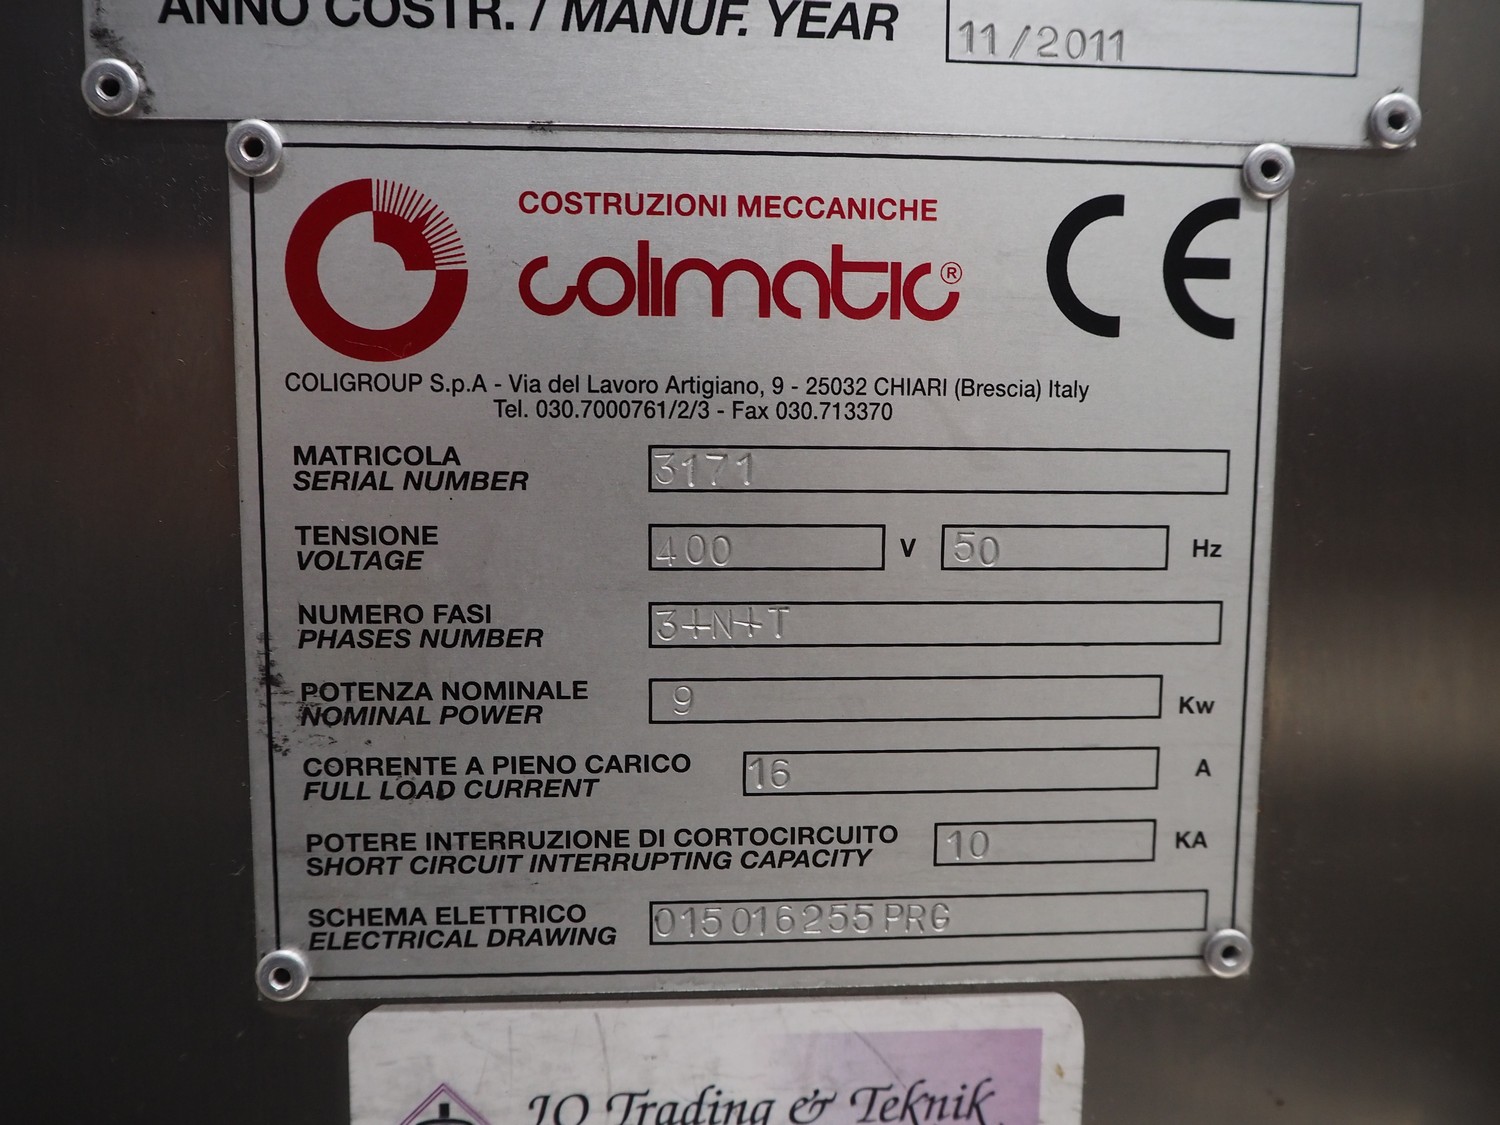 ANNO COSTR. / MANUF. YEAR 11/2011
COSTRUZIONI MECCANICHE
colimatic®
CE
COLIGROUP S.p.A - Via del Lavoro Artigiano, 9 - 25032 CHIARI (Brescia) Italy
Tel. 030.7000761/2/3 - Fax 030.713370
MATRICOLA
SERIAL NUMBER 3171
TENSIONE
VOLTAGE 400 V 50 Hz
NUMERO FASI
PHASES NUMBER 3+N+T
POTENZA NOMINALE
NOMINAL POWER 9 Kw
CORRENTE A PIENO CARICO
FULL LOAD CURRENT 16 A
POTERE INTERRUZIONE DI CORTOCIRCUITO
SHORT CIRCUIT INTERRUPTING CAPACITY 10 KA
SCHEMA ELETTRICO
ELECTRICAL DRAWING 015016255PRG
JO Trading & Teknik